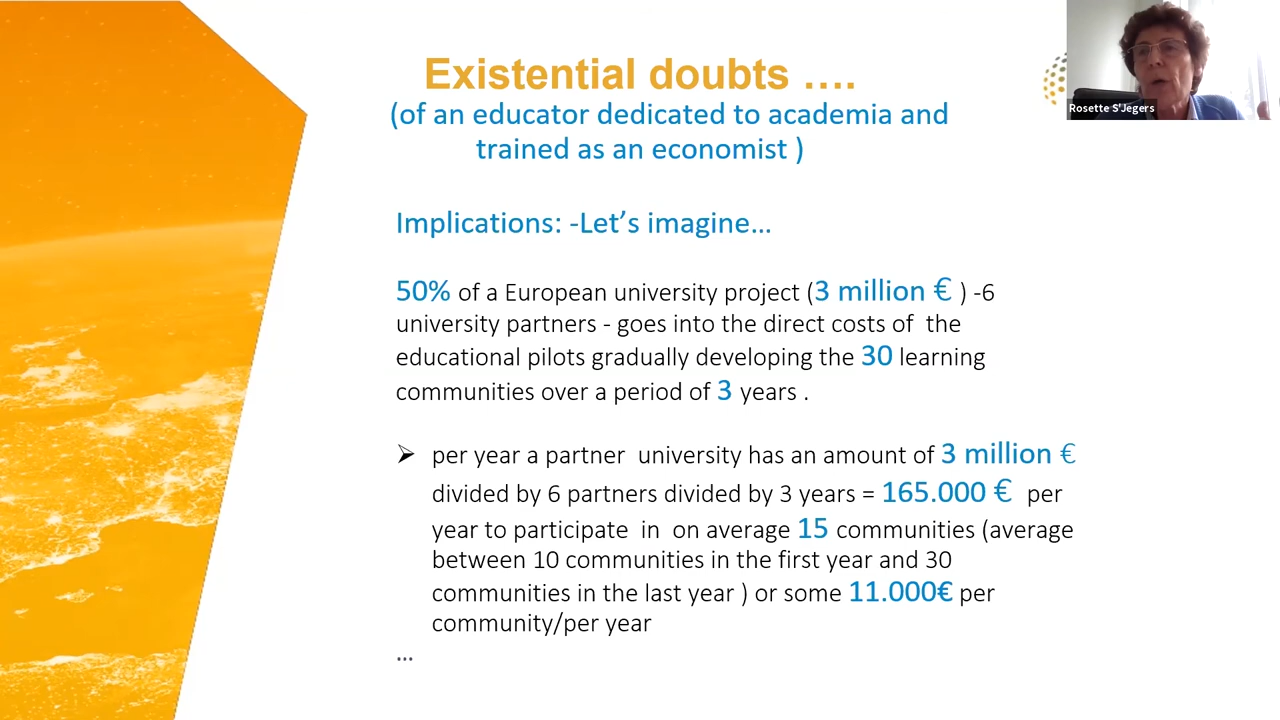 Existential doubts ….
(of an educator dedicated to academia and
trained as an economist )
Rosette S'Jegers
Implications: -Let’s imagine…
50% of a European university project (3 million € ) -6
university partners - goes into the direct costs of the
educational pilots gradually developing the 30 learning
communities over a period of 3 years .
➢ per year a partner university has an amount of 3 million €
divided by 6 partners divided by 3 years = 165.000 € per
year to participate in on average 15 communities (average
between 10 communities in the first year and 30
communities in the last year ) or some 11.000€ per
community/per year
…